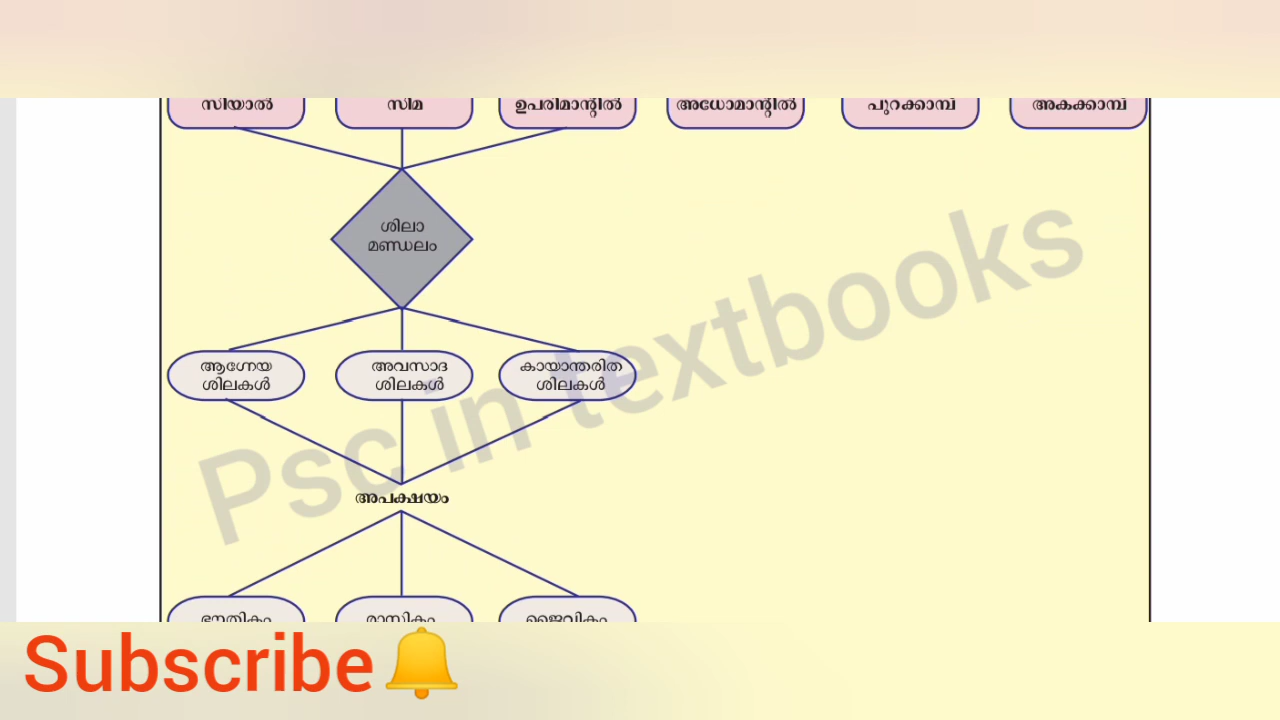 സിയാൽ സിമ ഉപരിമാന്റിൽ അധോമാന്റിൽ പുറക്കാമ്പ് അകക്കാമ്പ്
ശിലാ
മണ്ഡലം
ആഗ്നേയ
ശിലകൾ
അവസാദ
ശിലകൾ
കായാന്തരിത
ശിലകൾ
അപക്ഷയം
ഭൗതികം രാസികം ജൈവികം
Psc in textbooks
Subscribe